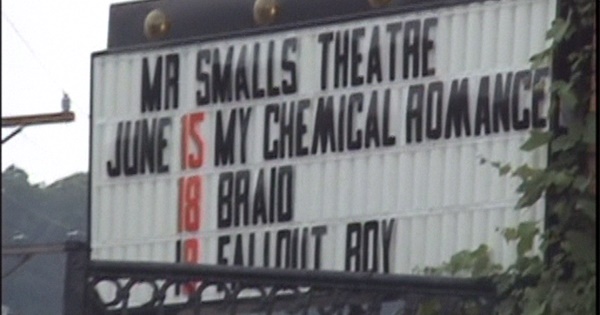 MR SMALLS THEATRE
JUNE 15 MY CHEMICAL ROMANCE
18 BRAID
FALLOUT BOY